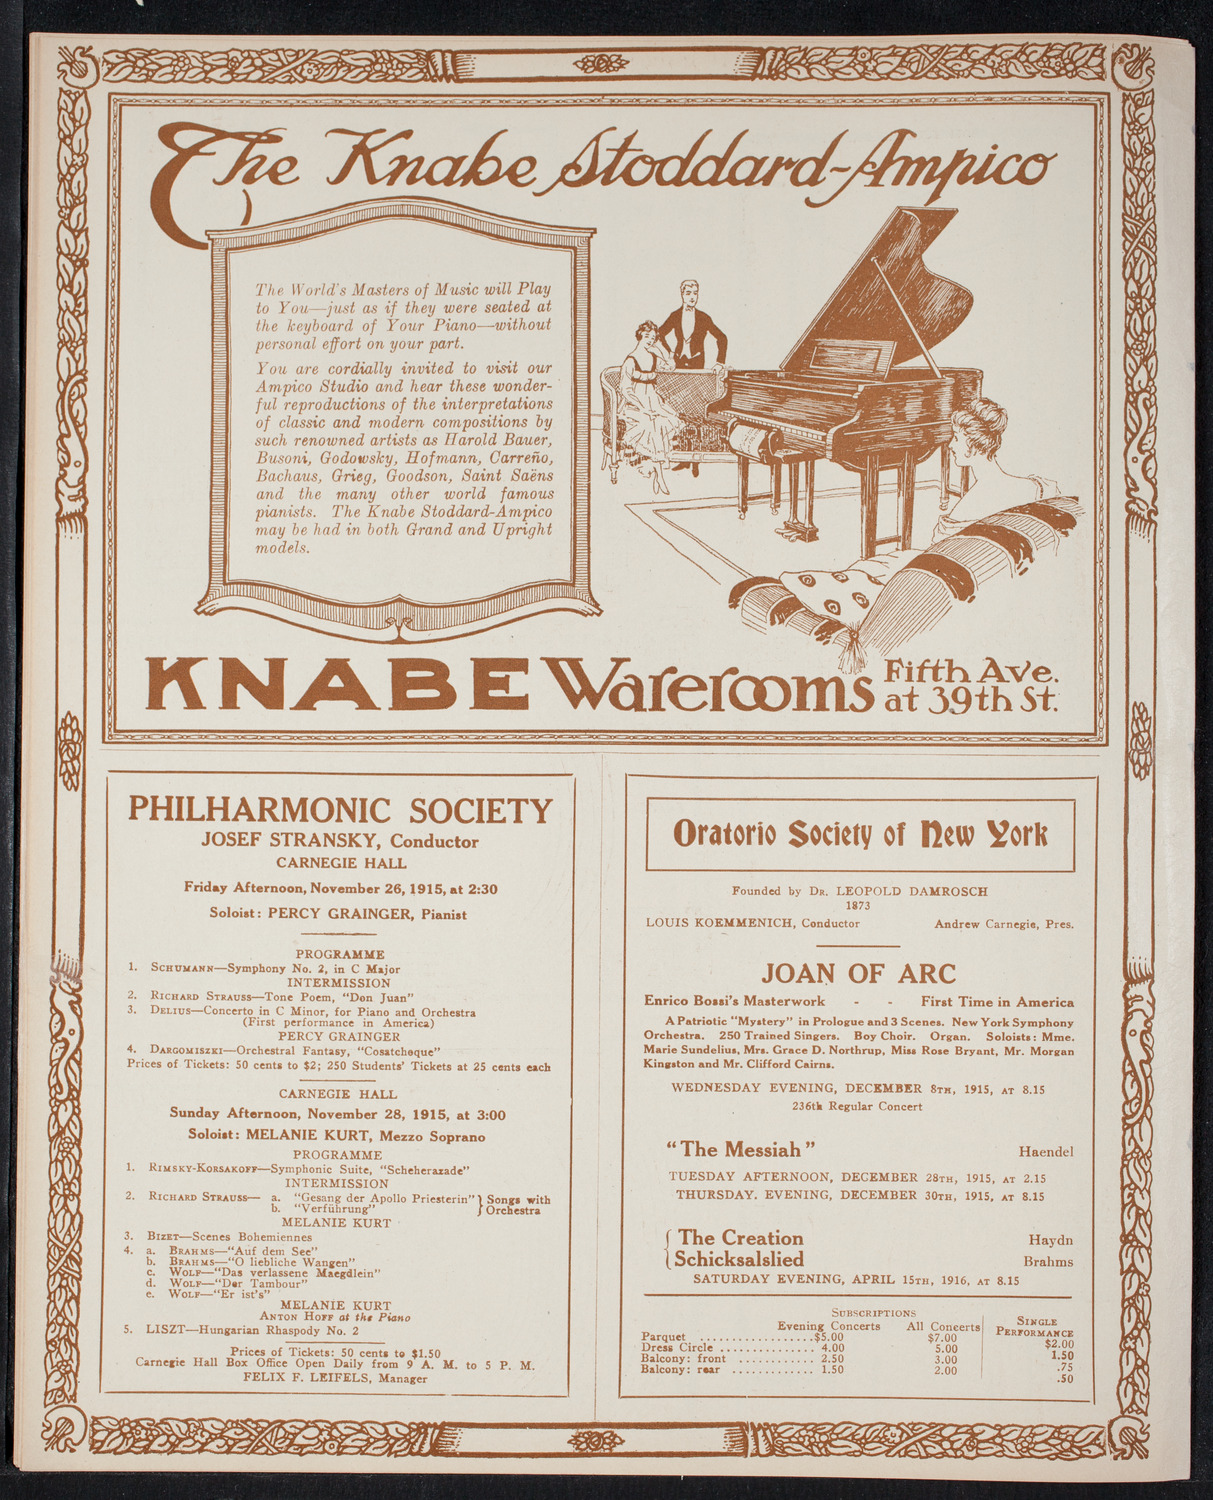 The Knabe Stoddard-Ampico
The World's Masters of Music will Play
to You—just as if they were seated at
the keyboard of Your Piano—without
personal effort on your part.
You are cordially invited to visit our
Ampico Studio and hear these wonder-
ful reproductions of the interpretations
of classic and modern compositions by
such renowned artists as Harold Bauer,
Busoni, Godowsky, Hofmann, Carreño,
Bachaus, Grieg, Goodson, Saint Saëns
and the many other world famous
pianists. The Knabe Stoddard-Ampico
may be had in both Grand and Upright
models.
KNABE Warerooms Fifth Ave.
at 39th St.
PHILHARMONIC SOCIETY
JOSEF STRANSKY, Conductor
CARNEGIE HALL
Friday Afternoon, November 26, 1915, at 2:30
Soloist: PERCY GRAINGER, Pianist
PROGRAMME
1. SCHUMANN—Symphony No. 2, in C Major
INTERMISSION
2. RICHARD STRAUSS—Tone Poem, "Don Juan"
3. DELIUS—Concerto in C Minor, for Piano and Orchestra
(First performance in America)
PERCY GRAINGER
4. DARGOMISZKI—Orchestral Fantasy, "Cosatcheque"
Prices of Tickets: 50 cents to $2; 250 Students' Tickets at 25 cents each
CARNEGIE HALL
Sunday Afternoon, November 28, 1915, at 3:00
Soloist: MELANIE KURT, Mezzo Soprano
PROGRAMME
1. RIMSKY-KORSAKOFF—Symphonic Suite, "Scheherazade"
INTERMISSION
2. RICHARD STRAUSS— a. "Gesang der Apollo Priesterin" } Songs with
b. "Verführung" } Orchestra
MELANIE KURT
3. BIZET—Scenes Bohemiennes
4. a. BRAHMS—"Auf dem See"
b. BRAHMS—"O liebliche Wangen"
c. WOLF—"Das verlassene Maegdlein"
d. WOLF—"Der Tambour"
e. WOLF—"Er ist's"
MELANIE KURT
ANTON HOFF at the Piano
5. LISZT—Hungarian Rhapsody No. 2
Prices of Tickets: 50 cents to $1.50
Carnegie Hall Box Office Open Daily from 9 A. M. to 5 P. M.
FELIX F. LEIFELS, Manager
Oratorio Society of New York
Founded by DR. LEOPOLD DAMROSCH
1873
LOUIS KOEMMENICH, Conductor Andrew Carnegie, Pres.
JOAN OF ARC
Enrico Bossi's Masterwork - - First Time in America
A Patriotic "Mystery" in Prologue and 3 Scenes. New York Symphony
Orchestra. 250 Trained Singers. Boy Choir. Organ. Soloists: Mme.
Marie Sundelius, Mrs. Grace D. Northrup, Miss Rose Bryant, Mr. Morgan
Kingston and Mr. Clifford Cairns.
WEDNESDAY EVENING, DECEMBER 8TH, 1915, AT 8.15
236th Regular Concert
"The Messiah" Haendel
TUESDAY AFTERNOON, DECEMBER 28TH, 1915, AT 2.15
THURSDAY. EVENING, DECEMBER 30TH, 1915, AT 8.15
{ The Creation Haydn
{ Schicksalslied Brahms
SATURDAY EVENING, APRIL 15TH, 1916, AT 8.15
SUBSCRIPTIONS
Evening Concerts All Concerts SINGLE PERFORMANCE
Parquet .................. $5.00 $7.00 $2.00
Dress Circle ............... 4.00 5.00 1.50
Balcony: front ............ 2.50 3.00 .75
Balcony: rear ............. 1.50 2.00 .50